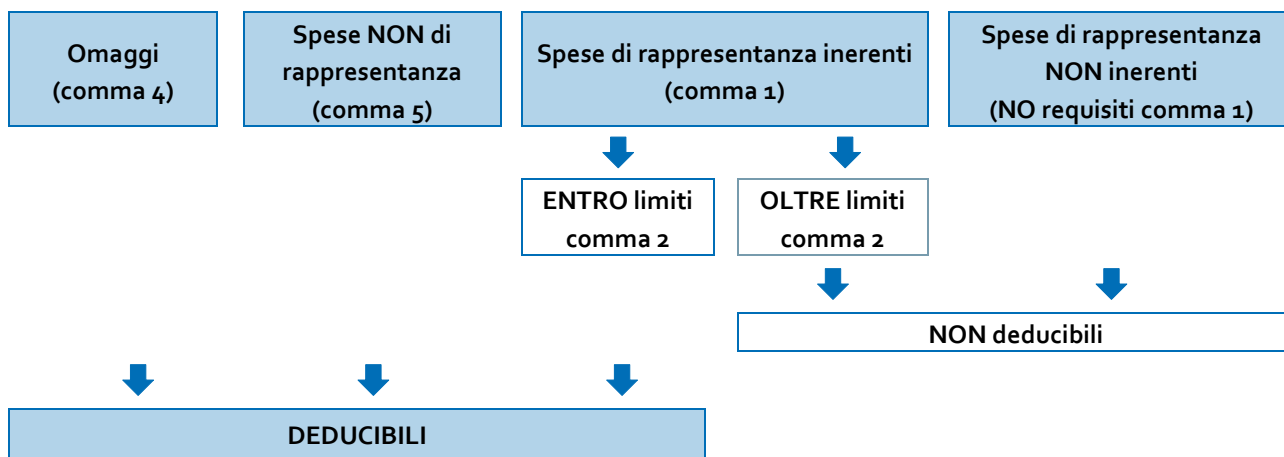 Omaggi
(comma 4)
Spese NON di
rappresentanza
(comma 5)
Spese di rappresentanza inerenti
(comma 1)
Spese di rappresentanza
NON inerenti
(NO requisiti comma 1)
ENTRO limiti
comma 2
OLTRE limiti
comma 2
NON deducibili
DEDUCIBILI